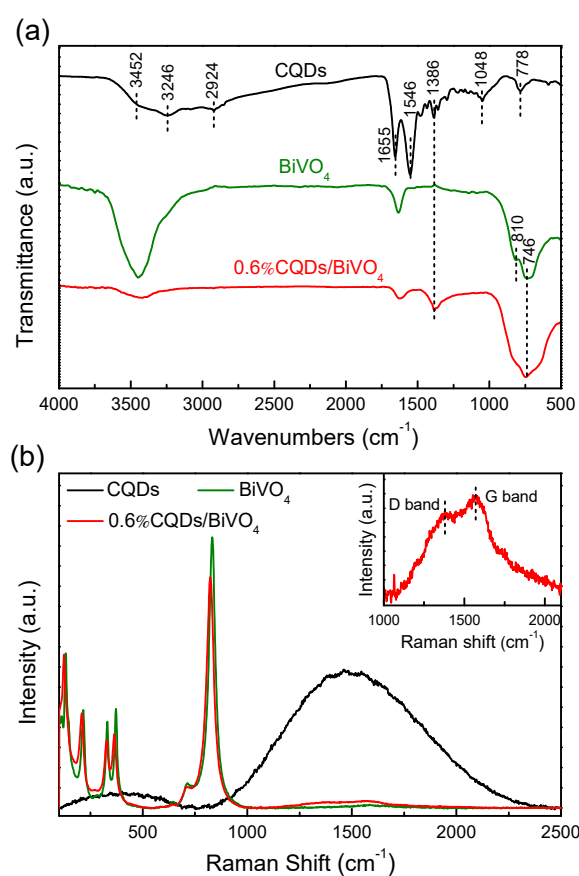 (a)
CQDs
3452
3246
2924
1655
1546
1386
1048
778
BiVO₄
810
746
0.6%CQDs/BiVO₄
Transmittance (a.u.)
4000 3500 3000 2500 2000 1500 1000 500
Wavenumbers (cm⁻¹)
(b)
CQDs BiVO₄
0.6%CQDs/BiVO₄
Intensity (a.u.)
D band G band
Intensity (a.u.)
1000 1500 2000
Raman shift (cm⁻¹)
500 1000 1500 2000 2500
Raman Shift (cm⁻¹)